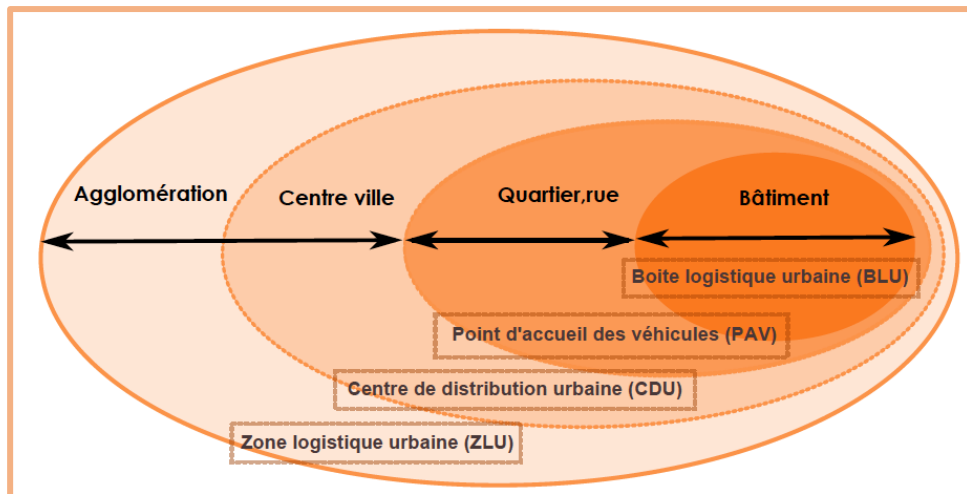 Agglomération
Centre ville
Quartier,rue
Bâtiment
Boite logistique urbaine (BLU)
Point d'accueil des véhicules (PAV)
Centre de distribution urbaine (CDU)
Zone logistique urbaine (ZLU)